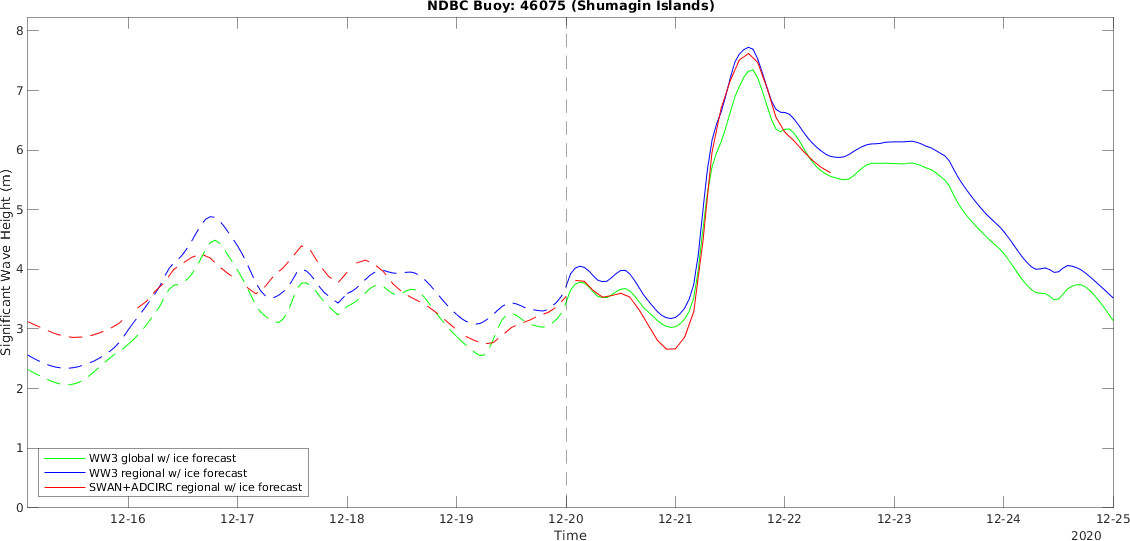 NDBC Buoy: 46075 (Shumagin Islands)
8
7
6
5
4
3
2
1
0
Significant Wave Height (m)
WW3 global w/ ice forecast
WW3 regional w/ ice forecast
SWAN+ADCIRC regional w/ ice forecast
12-16 12-17 12-18 12-19 12-20 12-21 12-22 12-23 12-24 12-25
Time
2020